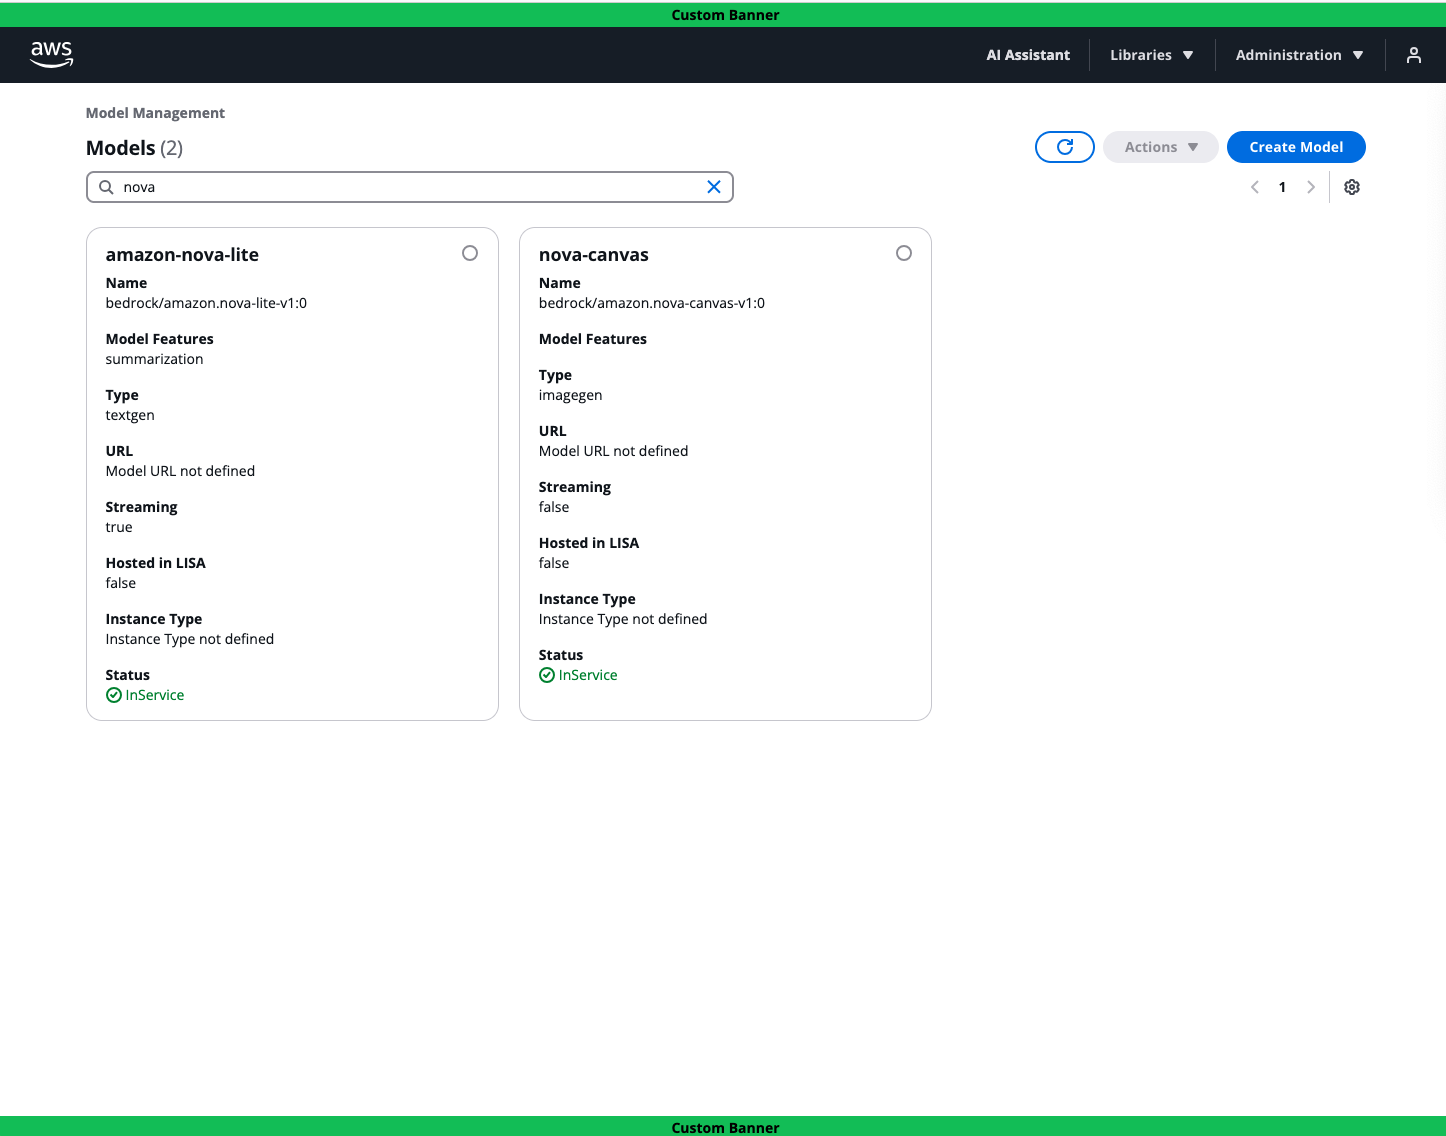 Custom Banner
aws
AI Assistant
Libraries
Administration
Model Management
Models (2)
Actions
Create Model
nova
1
amazon-nova-lite
Name
bedrock/amazon.nova-lite-v1:0
Model Features
summarization
Type
textgen
URL
Model URL not defined
Streaming
true
Hosted in LISA
false
Instance Type
Instance Type not defined
Status
InService
nova-canvas
Name
bedrock/amazon.nova-canvas-v1:0
Model Features
Type
imagegen
URL
Model URL not defined
Streaming
false
Hosted in LISA
false
Instance Type
Instance Type not defined
Status
InService
Custom Banner